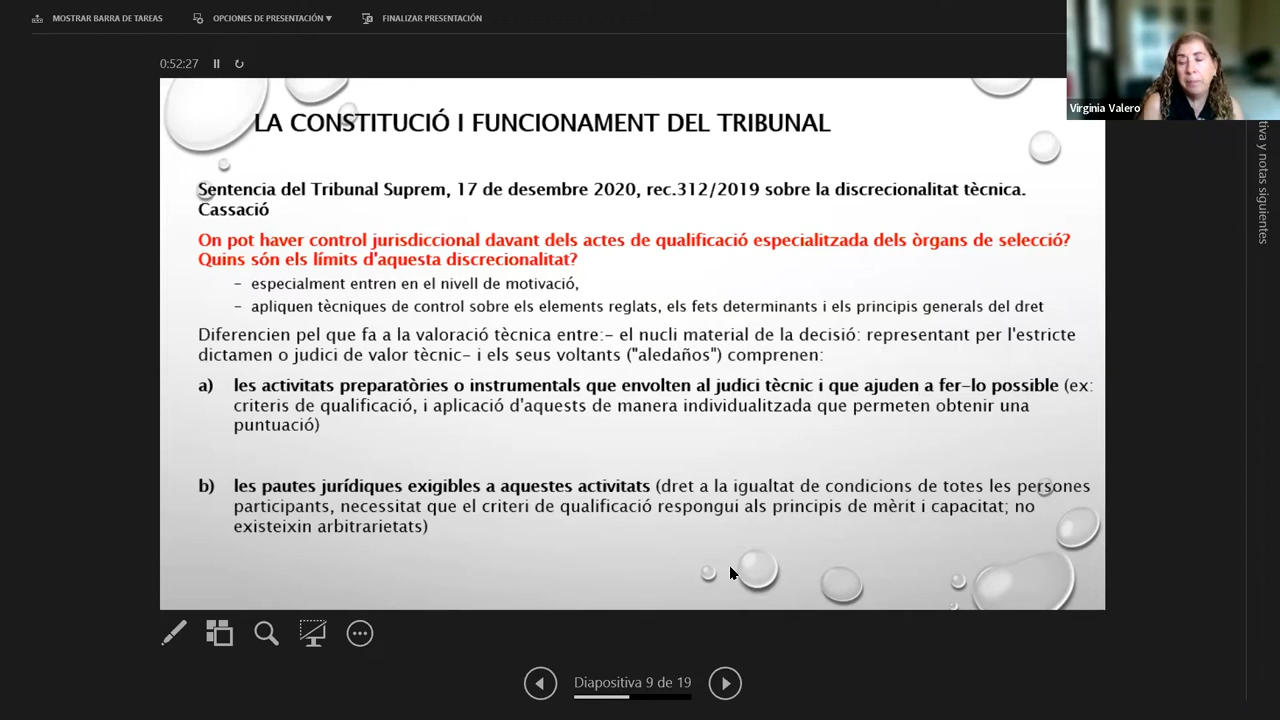 MOSTRAR BARRA DE TAREAS
OPCIONES DE PRESENTACIÓN ▼
FINALIZAR PRESENTACIÓN
0:52:27
Virginia Valero
tiva y notas siguientes
LA CONSTITUCIÓ I FUNCIONAMENT DEL TRIBUNAL
Sentencia del Tribunal Suprem, 17 de desembre 2020, rec.312/2019 sobre la discrecionalitat tècnica.
Cassació
On pot haver control jurisdiccional davant dels actes de qualificació especialitzada dels òrgans de selecció?
Quins són els límits d'aquesta discrecionalitat?
– especialment entren en el nivell de motivació,
– apliquen tècniques de control sobre els elements reglats, els fets determinants i els principis generals del dret
Diferencien pel que fa a la valoració tècnica entre:– el nucli material de la decisió: representant per l'estricte
dictamen o judici de valor tècnic– i els seus voltants ("aledaños") comprenen:
a) les activitats preparatòries o instrumentals que envolten al judici tècnic i que ajuden a fer–lo possible (ex:
criteris de qualificació, i aplicació d'aquests de manera individualitzada que permeten obtenir una
puntuació)
b) les pautes jurídiques exigibles a aquestes activitats (dret a la igualtat de condicions de totes les persones
participants, necessitat que el criteri de qualificació respongui als principis de mèrit i capacitat; no
existeixin arbitrarietats)
Diapositiva 9 de 19